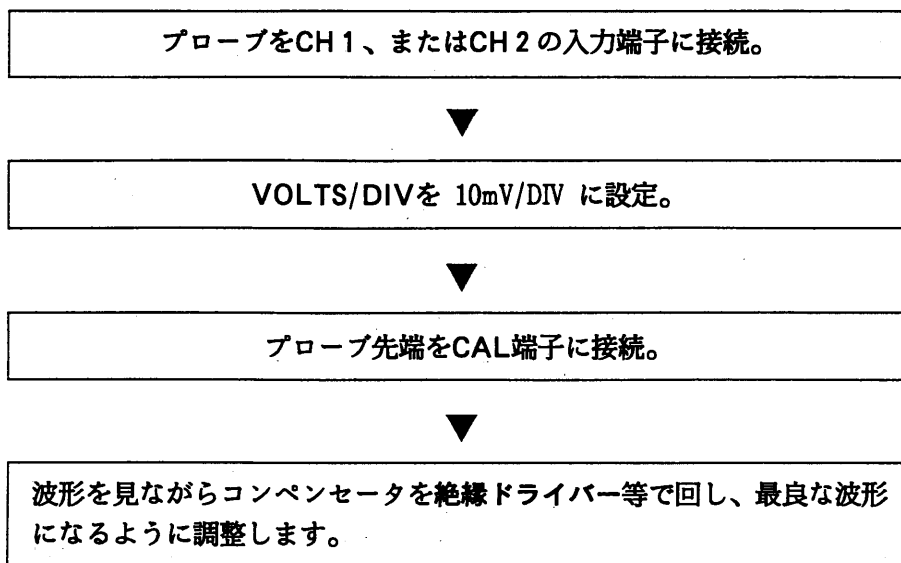 プローブをCH１、またはCH２の入力端子に接続。
VOLTS/DIVを 10mV/DIV に設定。
プローブ先端をCAL端子に接続。
波形を見ながらコンペンセータを絶縁ドライバー等で回し、最良な波形
になるように調整します。